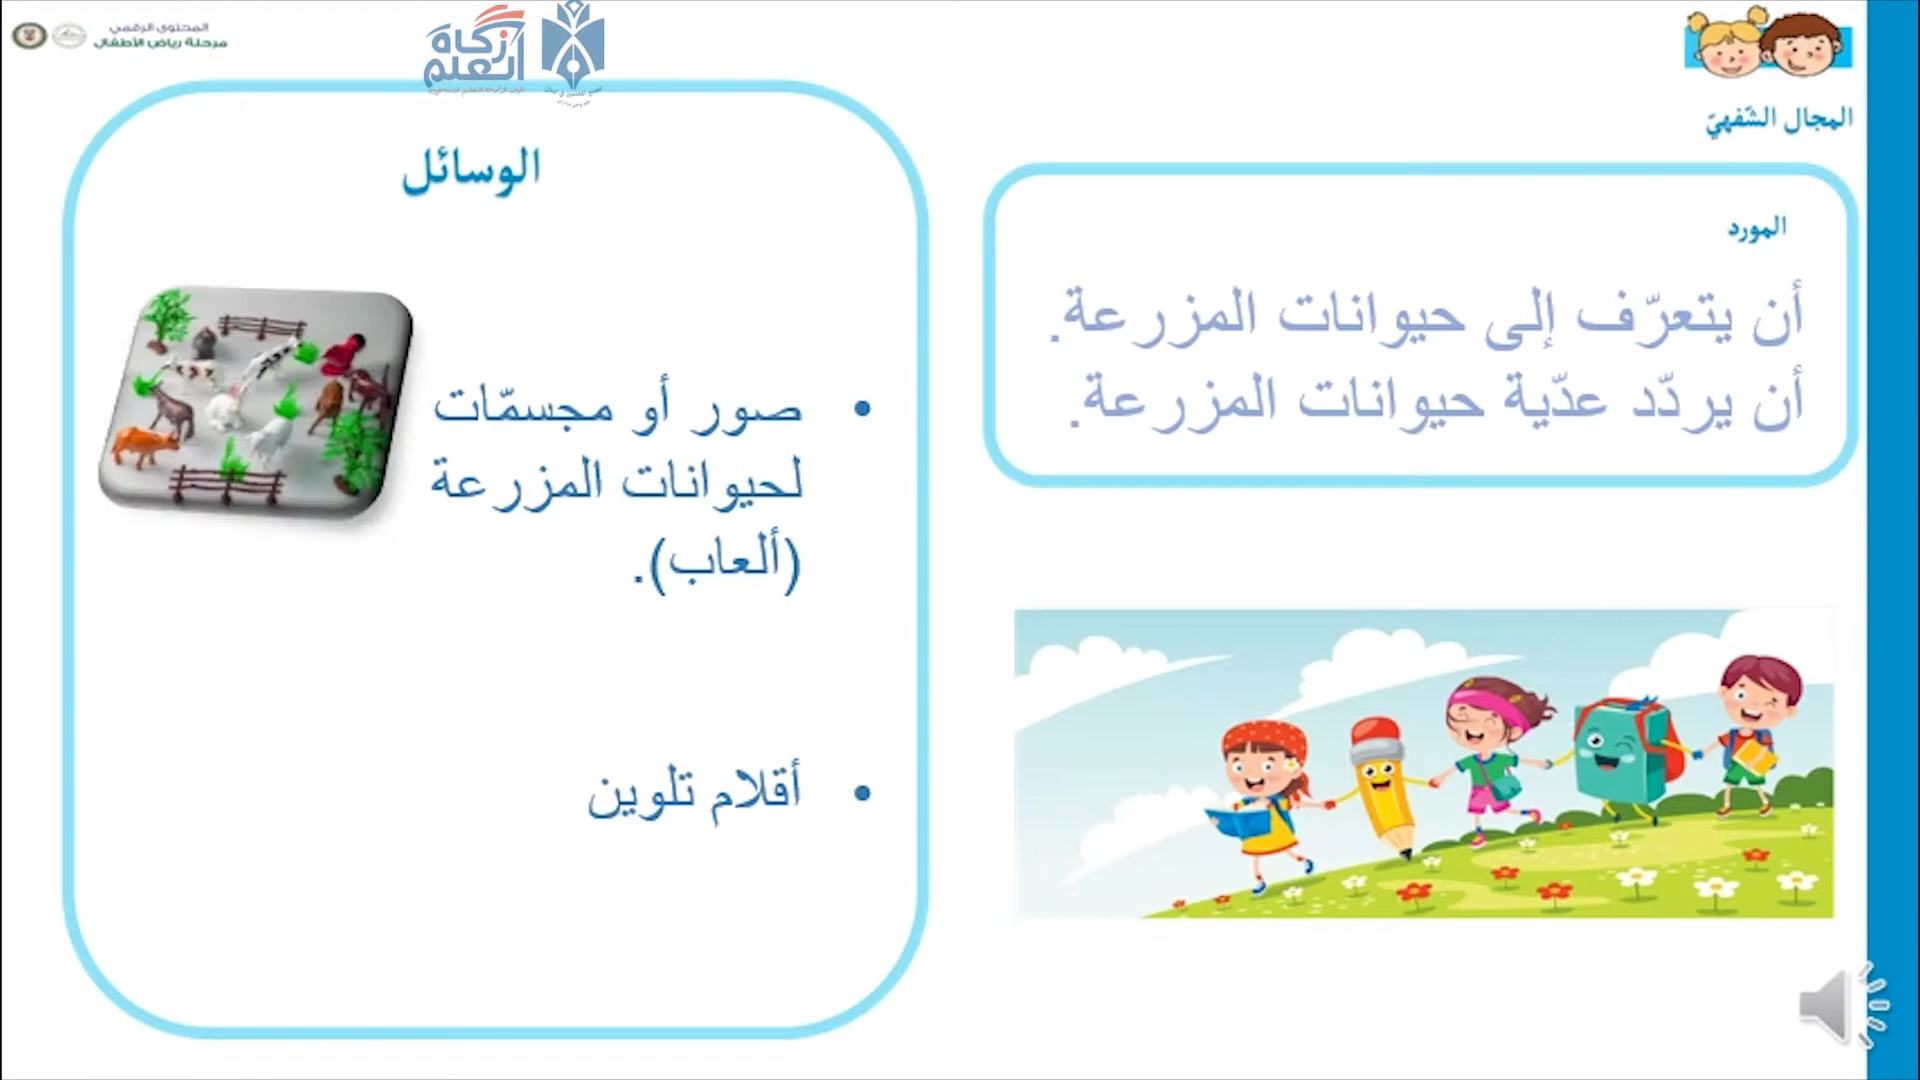 المحتوى الرقمي
مرحلة رياض الأطفال
زكاة العلم
المجال الشّفهيّ
المورد
أن يتعرّف إلى حيوانات المزرعة.
أن يردّد عدّية حيوانات المزرعة.
الوسائل
• صور أو مجسمّات
لحيوانات المزرعة
(ألعاب).
• أقلام تلوين